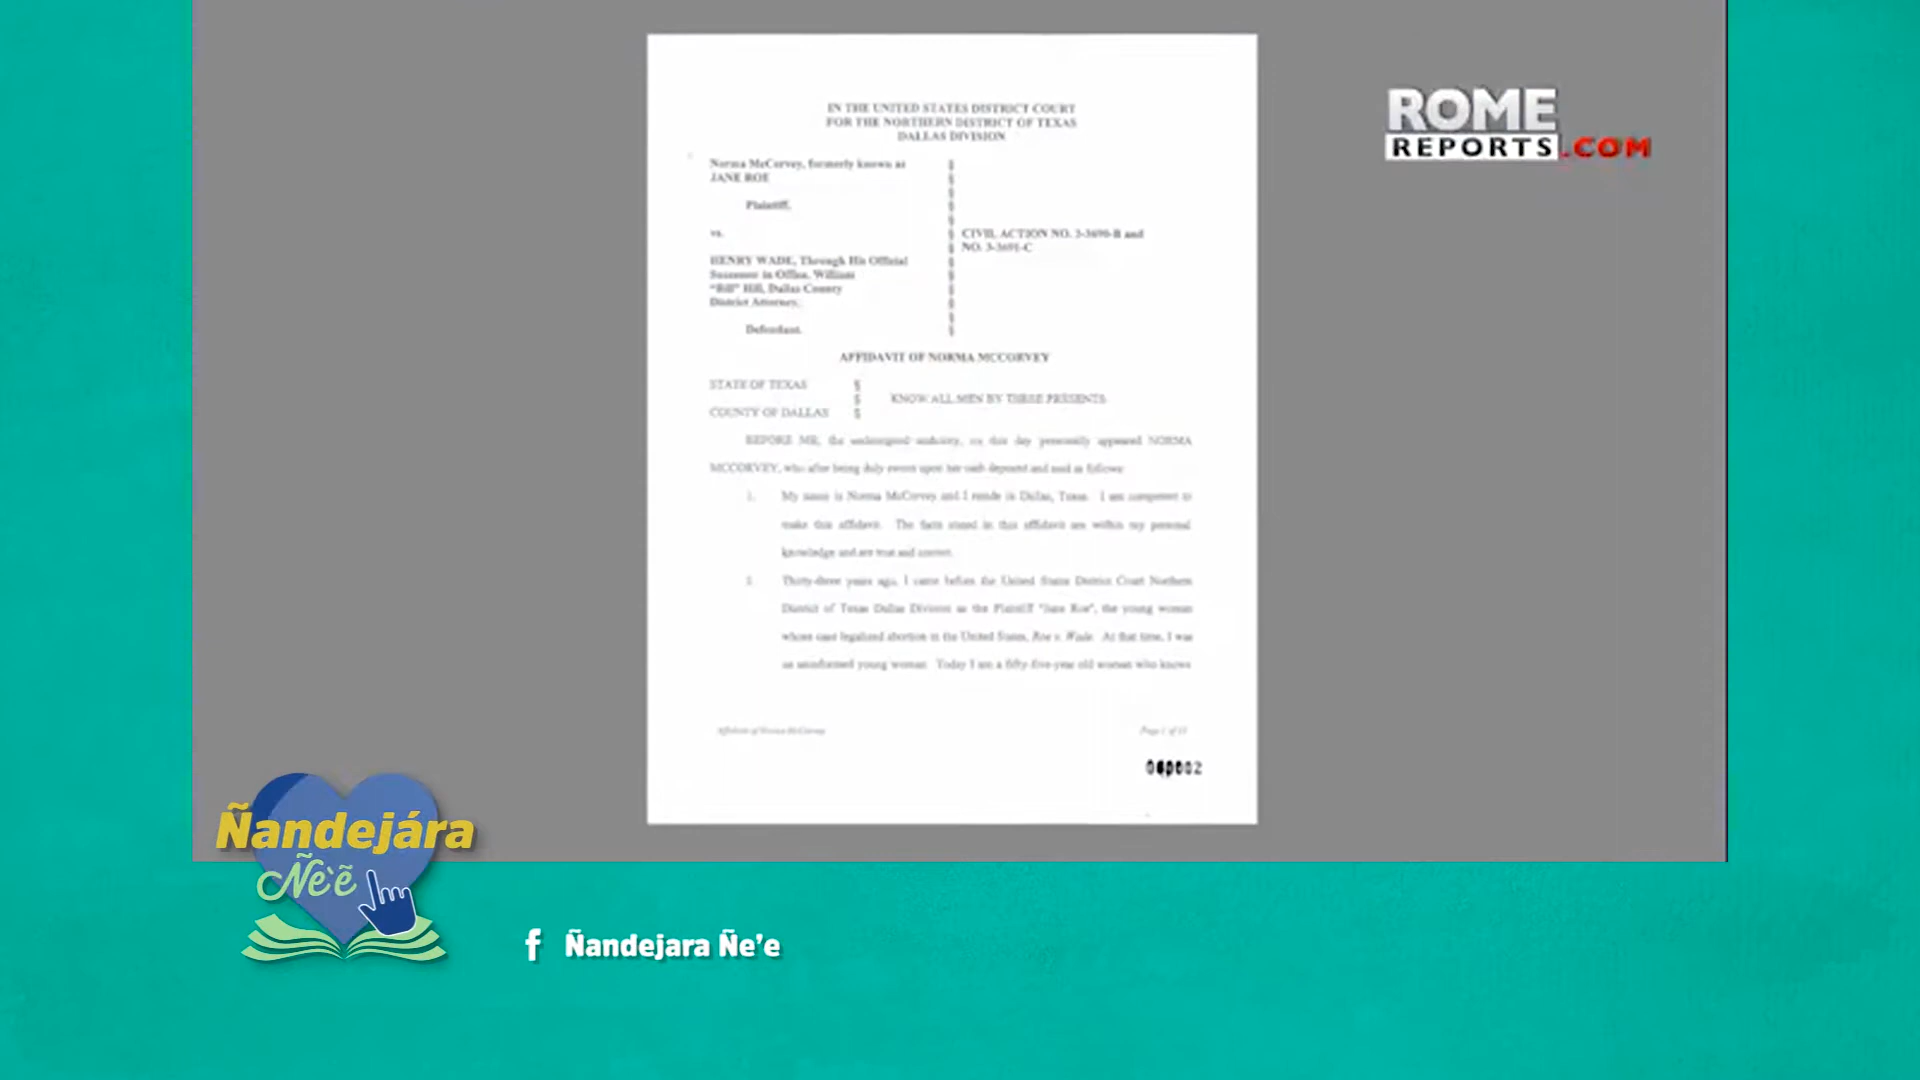 ROME
REPORTS.COM
IN THE UNITED STATES DISTRICT COURT
FOR THE NORTHERN DISTRICT OF TEXAS
DALLAS DIVISION
Norma McCorvey, formerly known as
JANE ROE
Plaintiff,
vs.
CIVIL ACTION NO. 3-3690-B and
NO. 3-3691-C
HENRY WADE, Through His Official
Successor in Office, William
"Bill" Hill, Dallas County
District Attorney,
Defendant.
§
§
§
§
§
§
§
§
§
§
§
§
§
AFFIDAVIT OF NORMA MCCORVEY
STATE OF TEXAS §
§ KNOW ALL MEN BY THESE PRESENTS:
COUNTY OF DALLAS §
BEFORE ME, the undersigned authority, on this day personally appeared NORMA
MCCORVEY, who after being duly sworn upon her oath deposed and said as follows:
1. My name is Norma McCorvey and I reside in Dallas, Texas. I am competent to
make this affidavit. The facts stated in this affidavit are within my personal
knowledge and are true and correct.
2. Thirty-three years ago, I came before the United States District Court Northern
District of Texas Dallas Division as the Plaintiff "Jane Roe", the young woman
whose case legalized abortion in the United States, Roe v. Wade. At that time, I was
an uninformed young woman. Today I am a fifty-five-year old woman who knows
Affidavit of Norma McCorvey
Page 1 of
Ñandejára
Ñe'ẽ
f Ñandejara Ñe'e